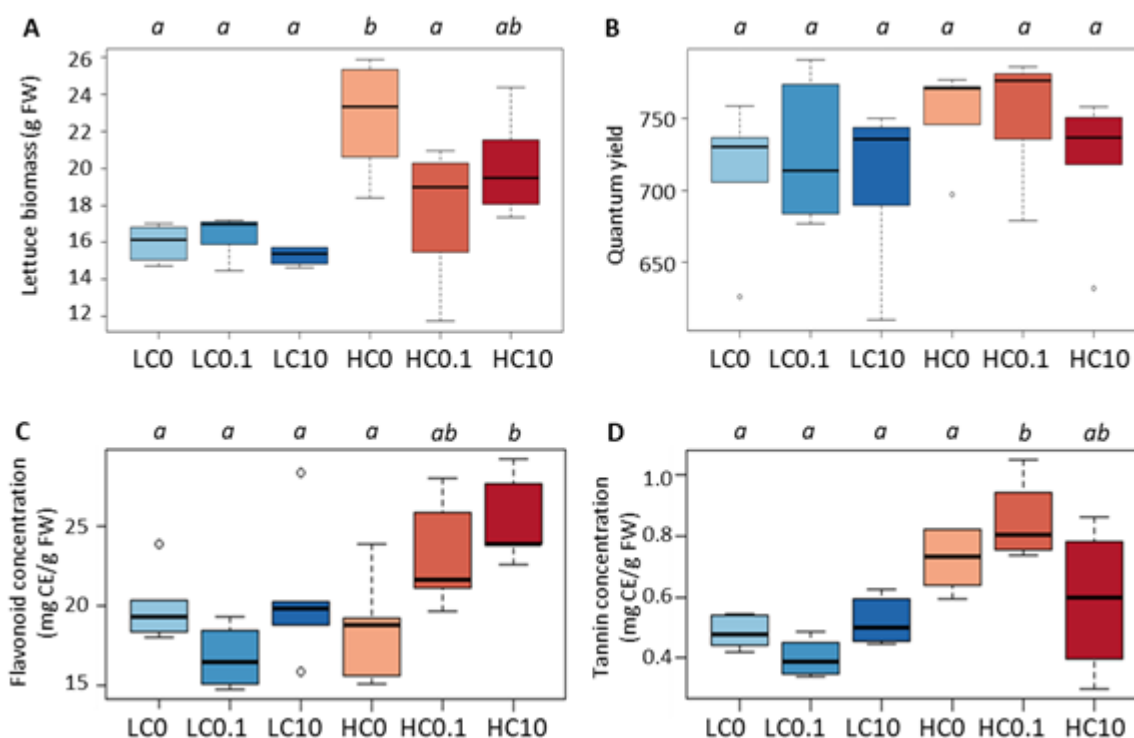 A a a a b a ab
Lettuce biomass (g FW)
26
24
22
20
18
16
14
12
LC0 LC0.1 LC10 HC0 HC0.1 HC10
B a a a a a a
Quantum yield
750
700
650
LC0 LC0.1 LC10 HC0 HC0.1 HC10
C a a a a ab b
Flavonoid concentration
(mg CE/g FW)
25
20
15
LC0 LC0.1 LC10 HC0 HC0.1 HC10
D a a a a b ab
Tannin concentration
(mg CE/g FW)
1.0
0.8
0.6
0.4
LC0 LC0.1 LC10 HC0 HC0.1 HC10